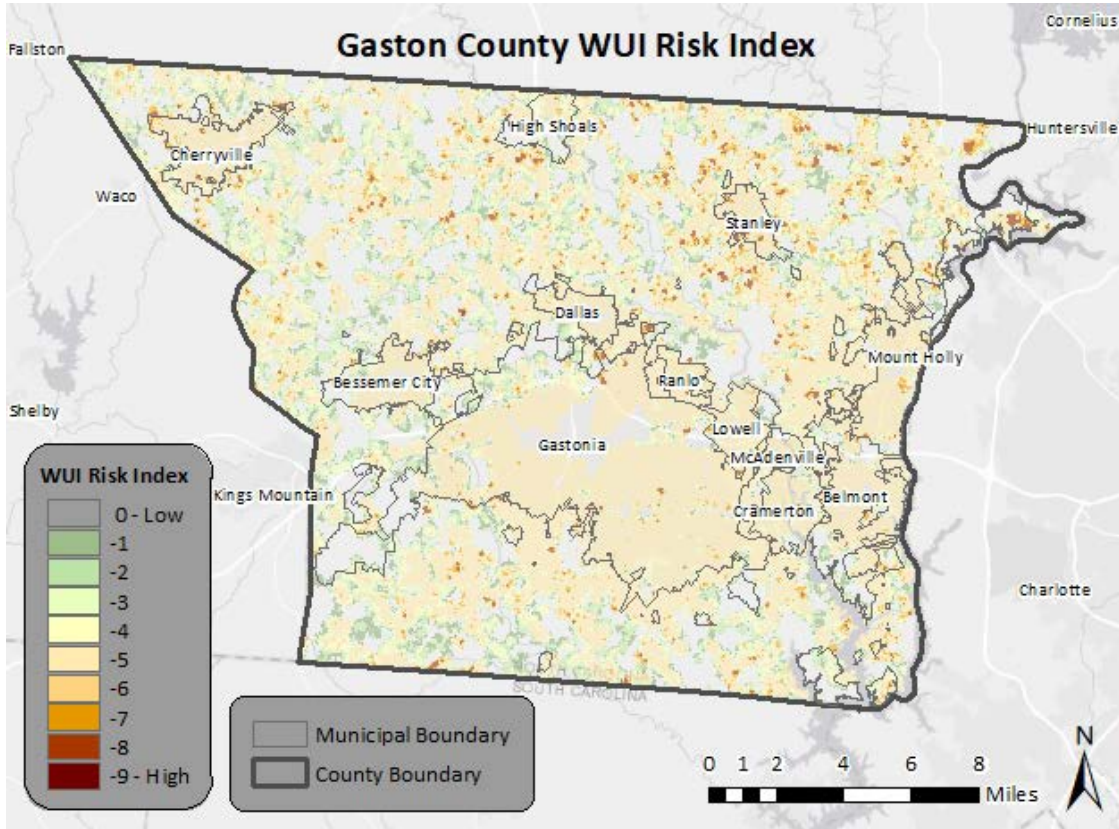 Gaston County WUI Risk Index
Cornelius
Fallston
High Shoals
Huntersville
Cherryville
Waco
Stanley
Dallas
Mount Holly
Bessemer City
Ranlo
Shelby
Lowell
Gastonia
McAdenville
Kings Mountain
Belmont
Cramerton
Charlotte
SOUTH CAROLINA
WUI Risk Index
0 - Low
-1
-2
-3
-4
-5
-6
-7
-8
-9 - High
Municipal Boundary
County Boundary
N
0 1 2 4 6 8
Miles